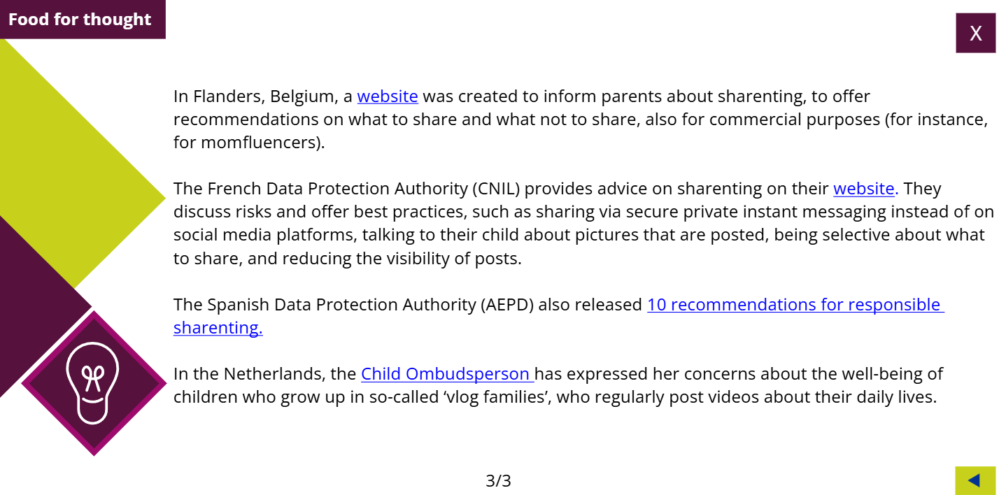 Food for thought
X
In Flanders, Belgium, a website was created to inform parents about sharenting, to offer
recommendations on what to share and what not to share, also for commercial purposes (for instance,
for momfluencers).
The French Data Protection Authority (CNIL) provides advice on sharenting on their website. They
discuss risks and offer best practices, such as sharing via secure private instant messaging instead of on
social media platforms, talking to their child about pictures that are posted, being selective about what
to share, and reducing the visibility of posts.
The Spanish Data Protection Authority (AEPD) also released 10 recommendations for responsible
sharenting.
In the Netherlands, the Child Ombudsperson has expressed her concerns about the well-being of
children who grow up in so-called ‘vlog families’, who regularly post videos about their daily lives.
3/3